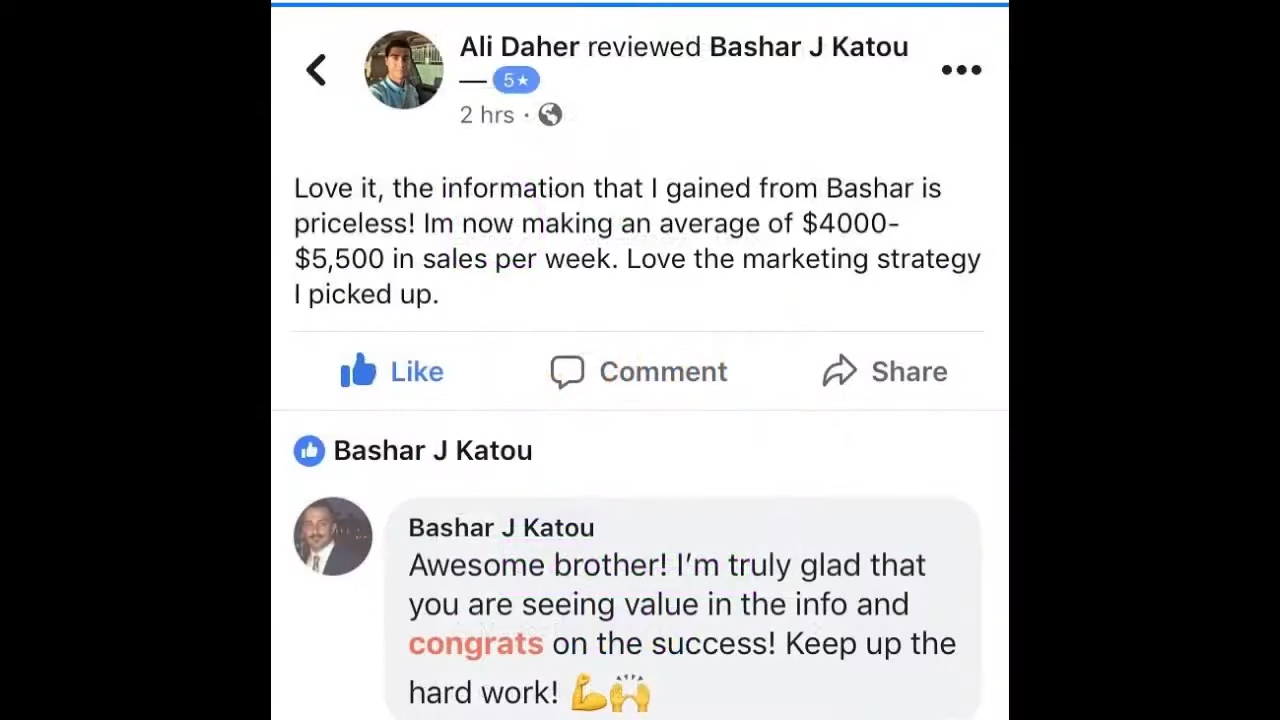 Ali Daher reviewed Bashar J Katou
— 5★
2 hrs ·
Love it, the information that I gained from Bashar is
priceless! Im now making an average of $4000-
$5,500 in sales per week. Love the marketing strategy
I picked up.
Like Comment Share
Bashar J Katou
Bashar J Katou
Awesome brother! I’m truly glad that
you are seeing value in the info and
congrats on the success! Keep up the
hard work! 💪🙌